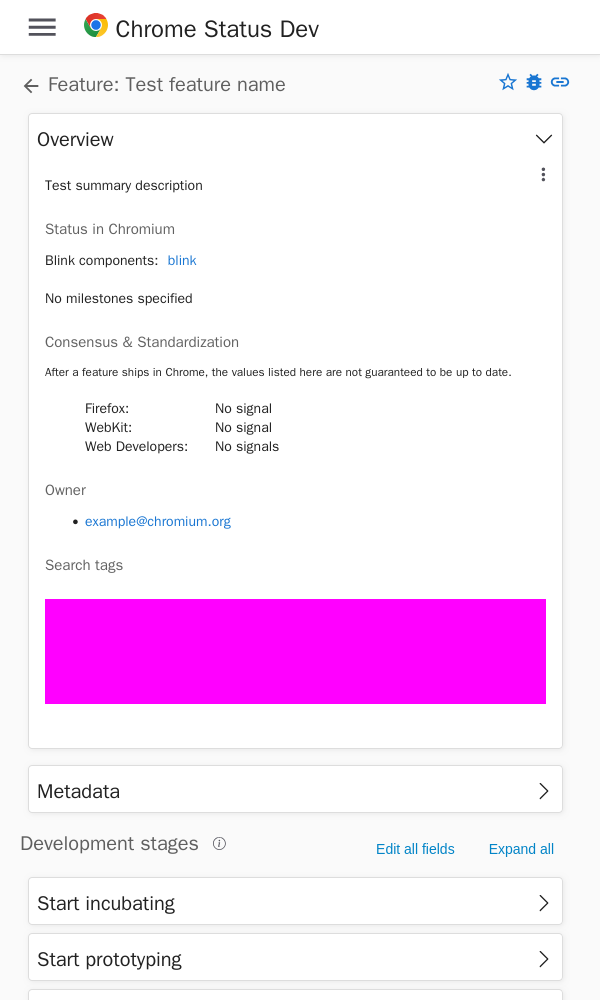 Chrome Status Dev
Feature: Test feature name
Overview
Test summary description
Status in Chromium
Blink components: blink
No milestones specified
Consensus & Standardization
After a feature ships in Chrome, the values listed here are not guaranteed to be up to date.
Firefox: No signal
WebKit: No signal
Web Developers: No signals
Owner
• example@chromium.org
Search tags
Metadata
Development stages
Edit all fields
Expand all
Start incubating
Start prototyping